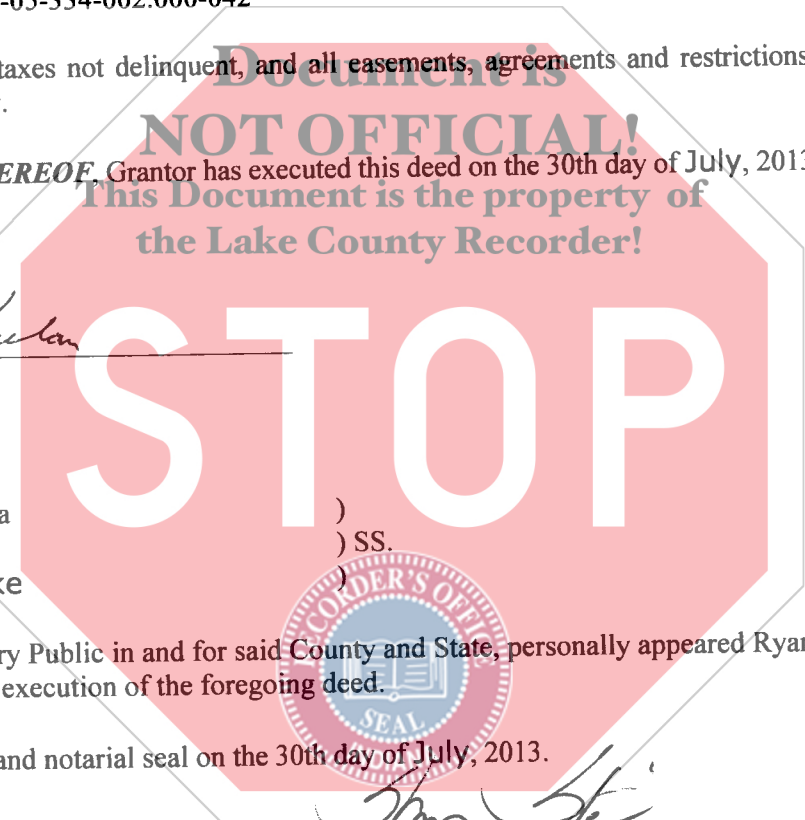 -05-334-002.000-042
taxes not delinquent, and all easements, agreements and restrictions
Document is
NOT OFFICIAL!
EREOF, Grantor has executed this deed on the 30th day of July, 2013
This Document is the property of
the Lake County Recorder!
STOP
a )
) SS.
ke )
RECORDER'S OFFICE
ry Public in and for said County and State, personally appeared Ryan
execution of the foregoing deed.
SEAL
INDIANA
and notarial seal on the 30th day of July, 2013.